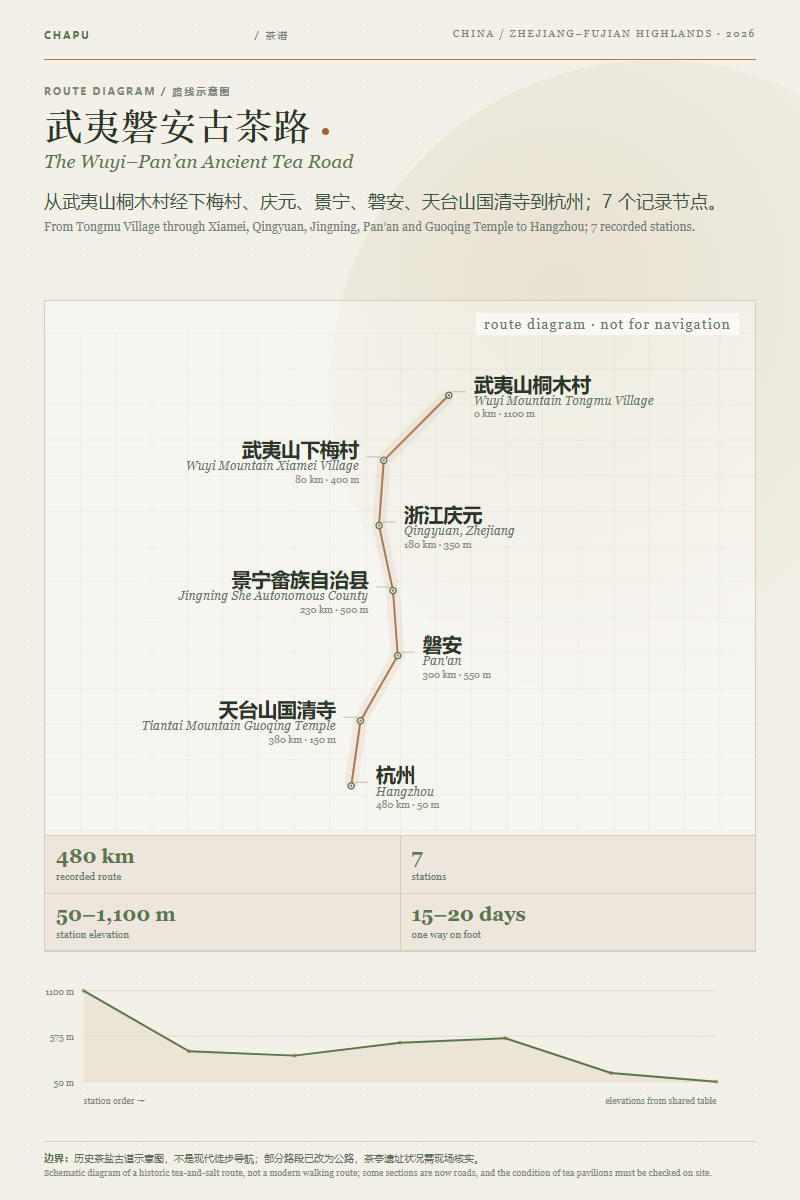 CHAPU / 茶谱 CHINA / ZHEJIANG–FUJIAN HIGHLANDS · 2026
ROUTE DIAGRAM / 路线示意图
武夷磐安古茶路
The Wuyi–Pan’an Ancient Tea Road
从武夷山桐木村经下梅村、庆元、景宁、磐安、天台山国清寺到杭州；7 个记录节点。
From Tongmu Village through Xiamei, Qingyuan, Jingning, Pan’an and Guoqing Temple to Hangzhou; 7 recorded stations.
route diagram · not for navigation
武夷山桐木村
Wuyi Mountain Tongmu Village
0 km · 1100 m
武夷山下梅村
Wuyi Mountain Xiamei Village
80 km · 400 m
浙江庆元
Qingyuan, Zhejiang
180 km · 350 m
景宁畲族自治县
Jingning She Autonomous County
230 km · 500 m
磐安
Pan'an
300 km · 550 m
天台山国清寺
Tiantai Mountain Guoqing Temple
380 km · 150 m
杭州
Hangzhou
480 km · 50 m
480 km
recorded route
7
stations
50–1,100 m
station elevation
15–20 days
one way on foot
1100 m
575 m
50 m
station order →
elevations from shared table
边界：历史茶盐古道示意图，不是现代徒步导航；部分路段已改为公路，茶亭遗址状况需现场核实。
Schematic diagram of a historic tea-and-salt route, not a modern walking route; some sections are now roads, and the condition of tea pavilions must be checked on site.